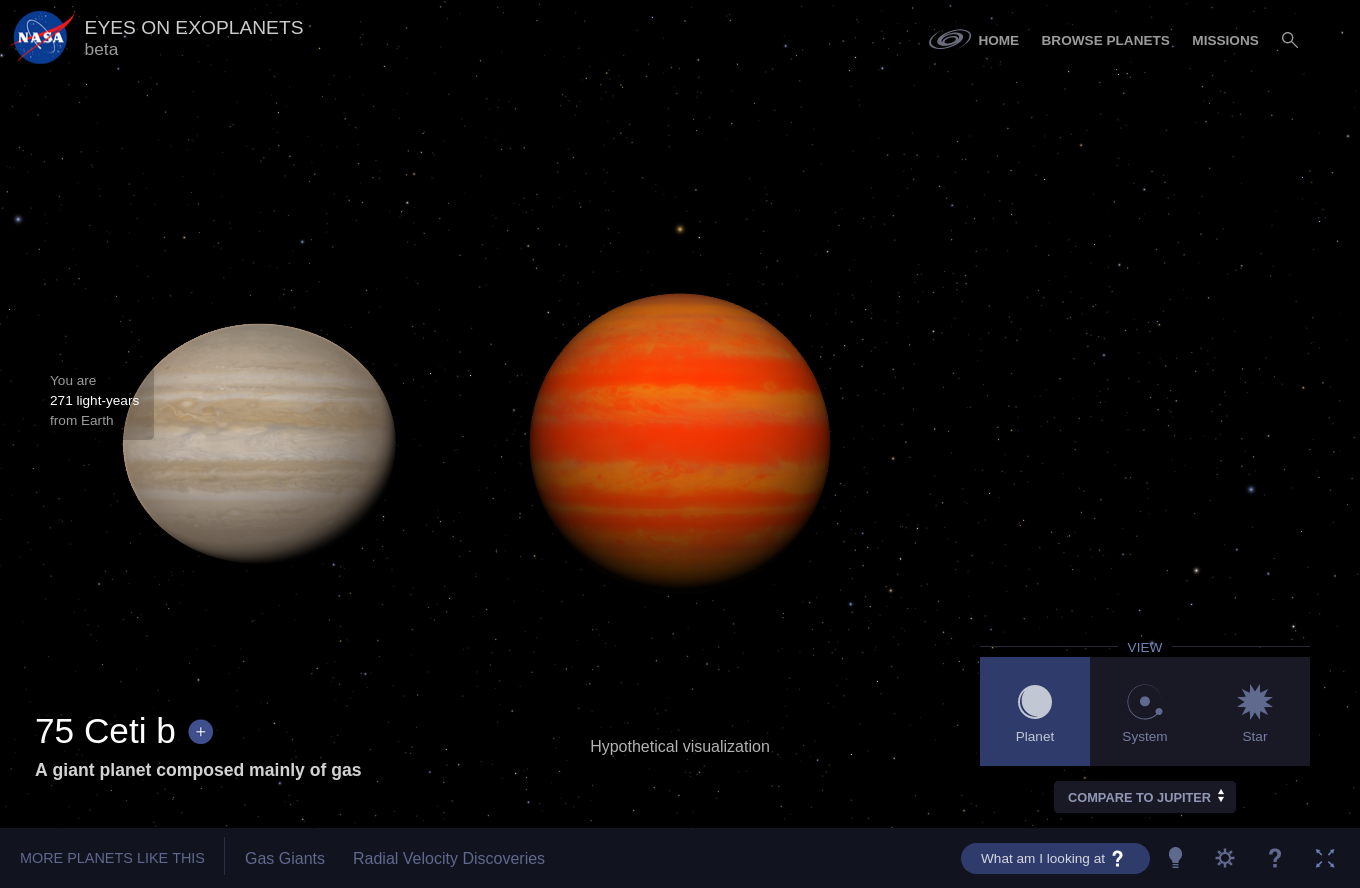 NASA
EYES ON EXOPLANETS
beta
HOME
BROWSE PLANETS
MISSIONS
You are
271 light-years
from Earth
75 Ceti b +
A giant planet composed mainly of gas
Hypothetical visualization
VIEW
Planet
System
Star
COMPARE TO JUPITER
MORE PLANETS LIKE THIS
Gas Giants
Radial Velocity Discoveries
What am I looking at ?
?